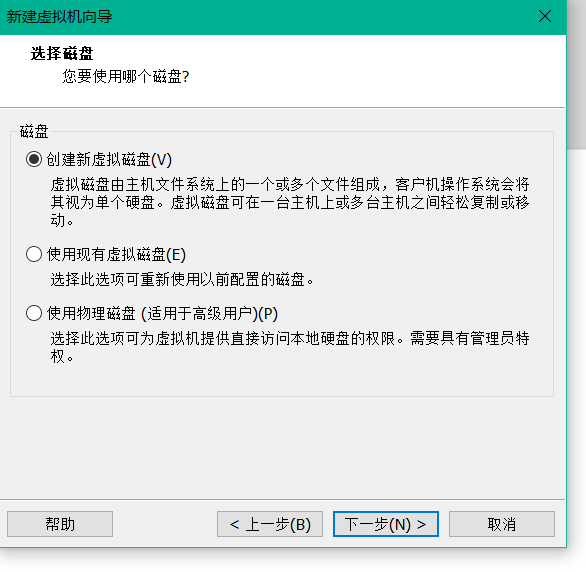 新建虚拟机向导
选择磁盘
您要使用哪个磁盘?
磁盘
创建新虚拟磁盘(V)
虚拟磁盘由主机文件系统上的一个或多个文件组成，客户机操作系统会将
其视为单个硬盘。虚拟磁盘可在一台主机上或多台主机之间轻松复制或移
动。
使用现有虚拟磁盘(E)
选择此选项可重新使用以前配置的磁盘。
使用物理磁盘 (适用于高级用户)(P)
选择此选项可为虚拟机提供直接访问本地硬盘的权限。需要具有管理员特
权。
帮助
< 上一步(B)
下一步(N) >
取消